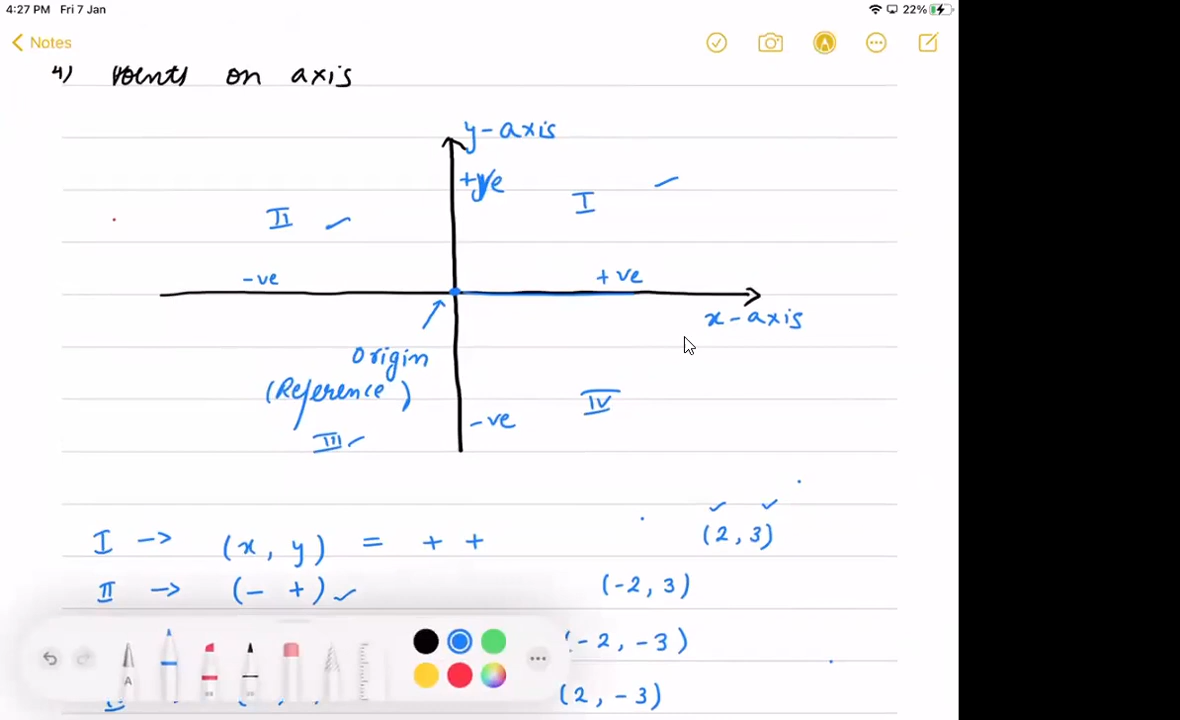 4:27 PM Fri 7 Jan 22%
Notes
4) Points on axis
y-axis
+ve
I
II
-ve
+ve
x-axis
Origin
(Reference)
IV
-ve
III
(2, 3)
I -> (x, y) = + +
II -> (- +)
(-2, 3)
(-2, -3)
A
(2, -3)